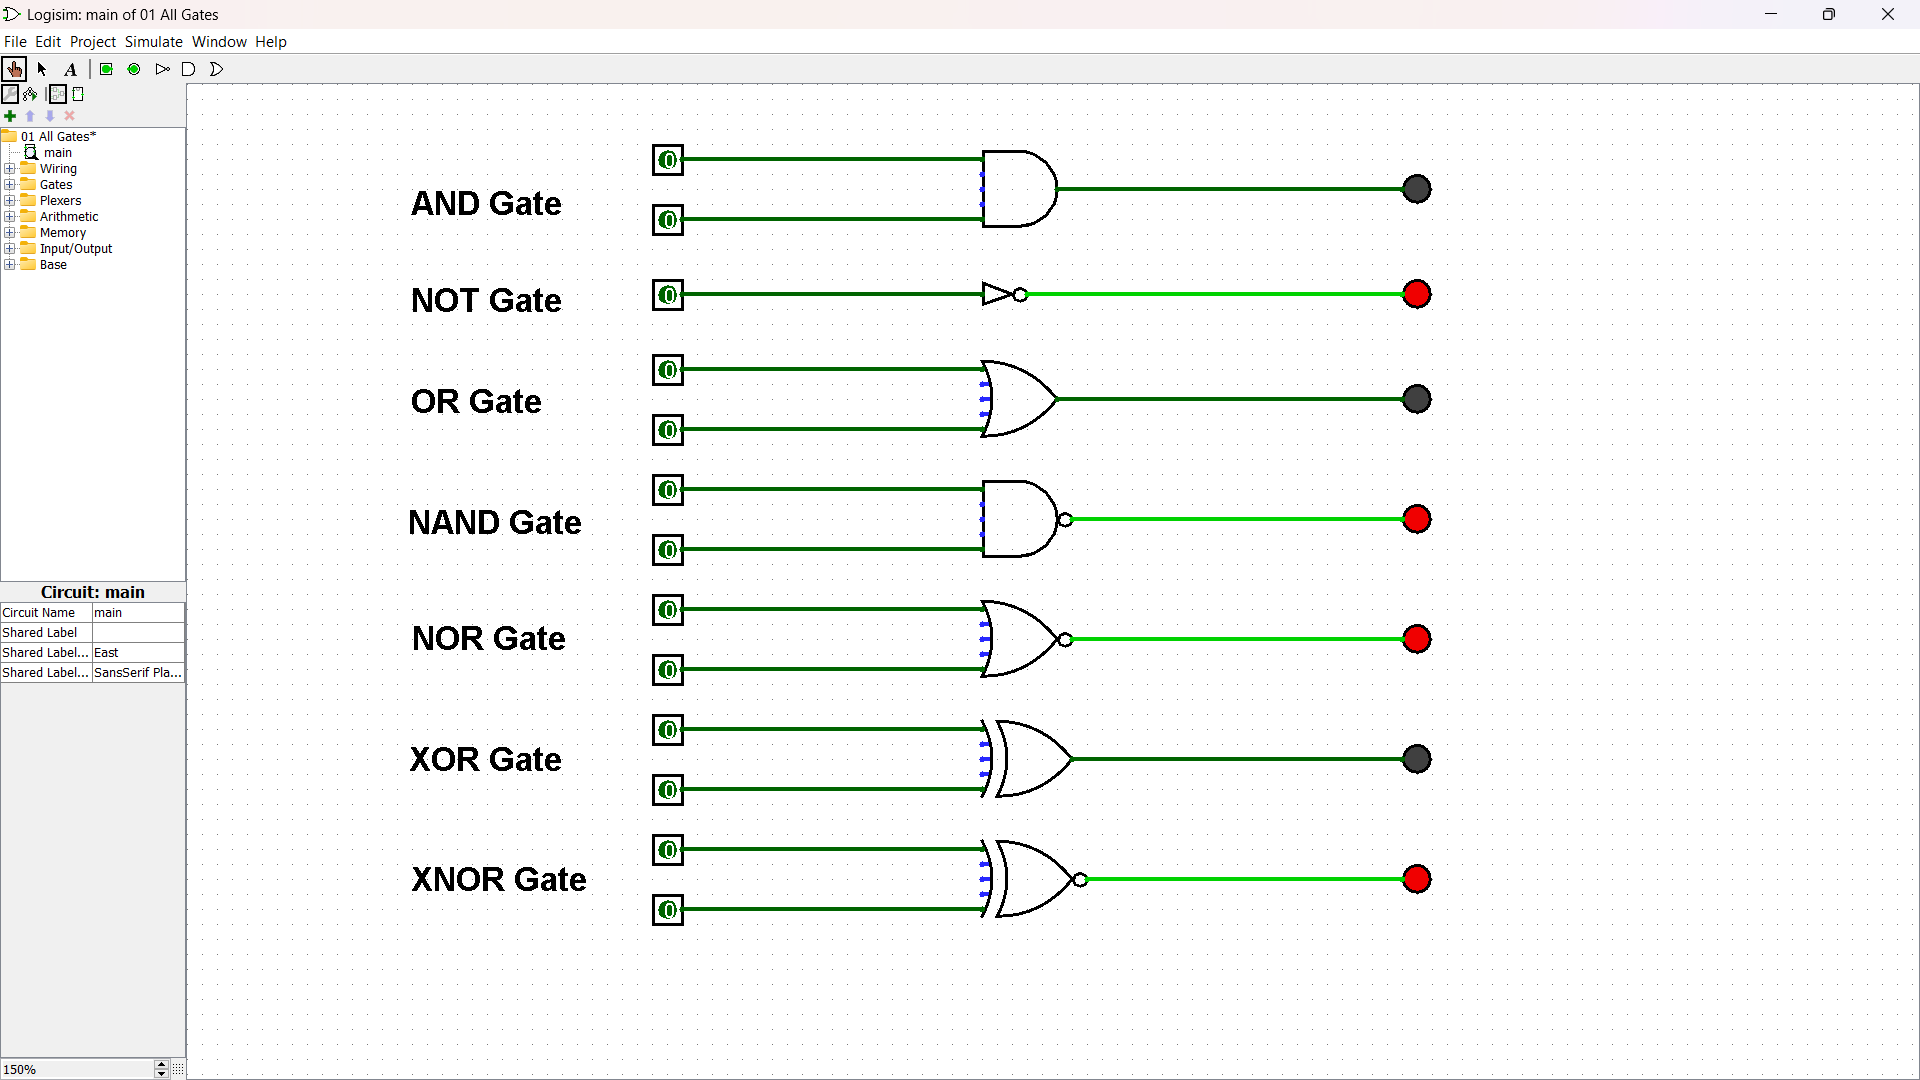 Logisim: main of 01 All Gates
File Edit Project Simulate Window Help
A
01 All Gates*
main
Wiring
Gates
Plexers
Arithmetic
Memory
Input/Output
Base
Circuit: main
Circuit Name main
Shared Label
Shared Label... East
Shared Label... SansSerif Pla...
150%
0
AND Gate
0
NOT Gate 0
0
OR Gate
0
0
NAND Gate
0
0
NOR Gate
0
0
XOR Gate
0
0
XNOR Gate
0